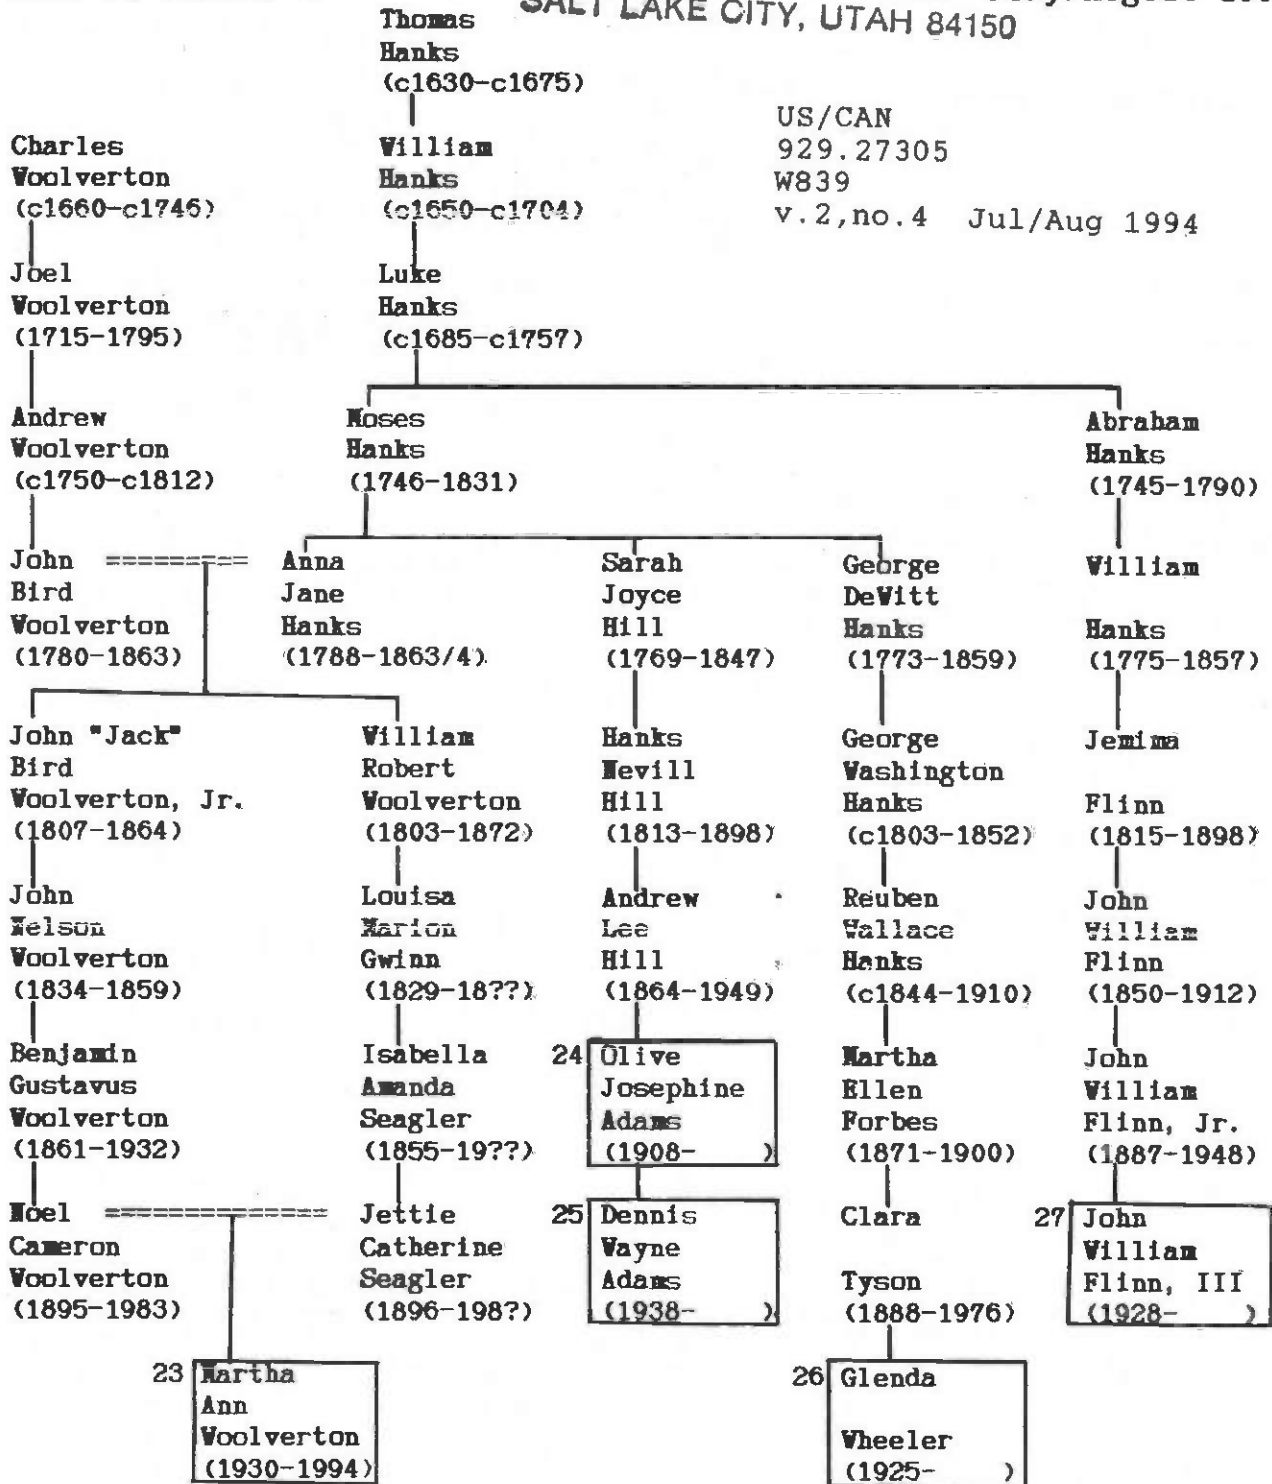 SALT LAKE CITY, UTAH 84150
US/CAN
929.27305
W839
v.2,no.4 Jul/Aug 1994
Thomas
Hanks
(c1630-c1675)
Charles
Woolverton
(c1660-c1746)
William
Hanks
(c1650-c1704)
Joel
Woolverton
(1715-1795)
Luke
Hanks
(c1685-c1757)
Andrew
Woolverton
(c1750-c1812)
Moses
Hanks
(1746-1831)
Abraham
Hanks
(1745-1790)
John =========
Bird
Woolverton
(1780-1863)
Anna
Jane
Hanks
(1788-1863/4)
Sarah
Joyce
Hill
(1769-1847)
George
DeWitt
Hanks
(1773-1859)
William
Hanks
(1775-1857)
John "Jack"
Bird
Woolverton, Jr.
(1807-1864)
William
Robert
Woolverton
(1803-1872)
Hanks
Nevill
Hill
(1813-1898)
George
Washington
Hanks
(c1803-1852)
Jemima
Flinn
(1815-1898)
John
Nelson
Woolverton
(1834-1859)
Louisa
Marion
Gwinn
(1829-18??)
Andrew
Lee
Hill
(1864-1949)
Reuben
Wallace
Hanks
(c1844-1910)
John
William
Flinn
(1850-1912)
Benjamin
Gustavus
Woolverton
(1861-1932)
Isabella
Amanda
Seagler
(1855-19??)
24 Olive
Josephine
Adams
(1908- )
Martha
Ellen
Forbes
(1871-1900)
John
William
Flinn, Jr.
(1887-1948)
Noel ==============
Cameron
Woolverton
(1895-1983)
Jettie
Catherine
Seagler
(1896-198?)
25 Dennis
Wayne
Adams
(1938- )
Clara
Tyson
(1888-1976)
27 John
William
Flinn, III
(1928- )
23 Martha
Ann
Woolverton
(1930-1994)
26 Glenda
Wheeler
(1925- )